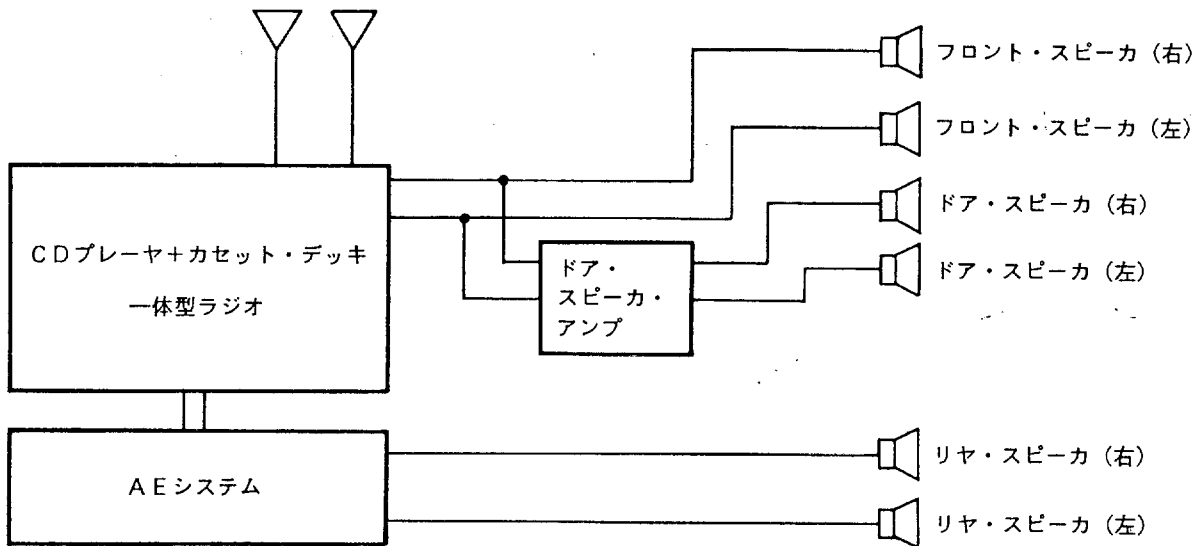 フロント・スピーカ (右)
フロント・スピーカ (左)
ドア・スピーカ (右)
CDプレーヤ+カセット・デッキ
一体型ラジオ
ドア・
スピーカ・
アンプ
ドア・スピーカ (左)
AEシステム
リヤ・スピーカ (右)
リヤ・スピーカ (左)